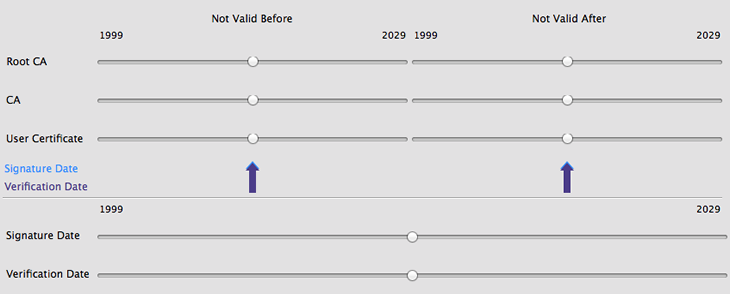 Not Valid Before Not Valid After
1999 2029 1999 2029
Root CA
CA
User Certificate
Signature Date
Verification Date
1999 2029
Signature Date
Verification Date